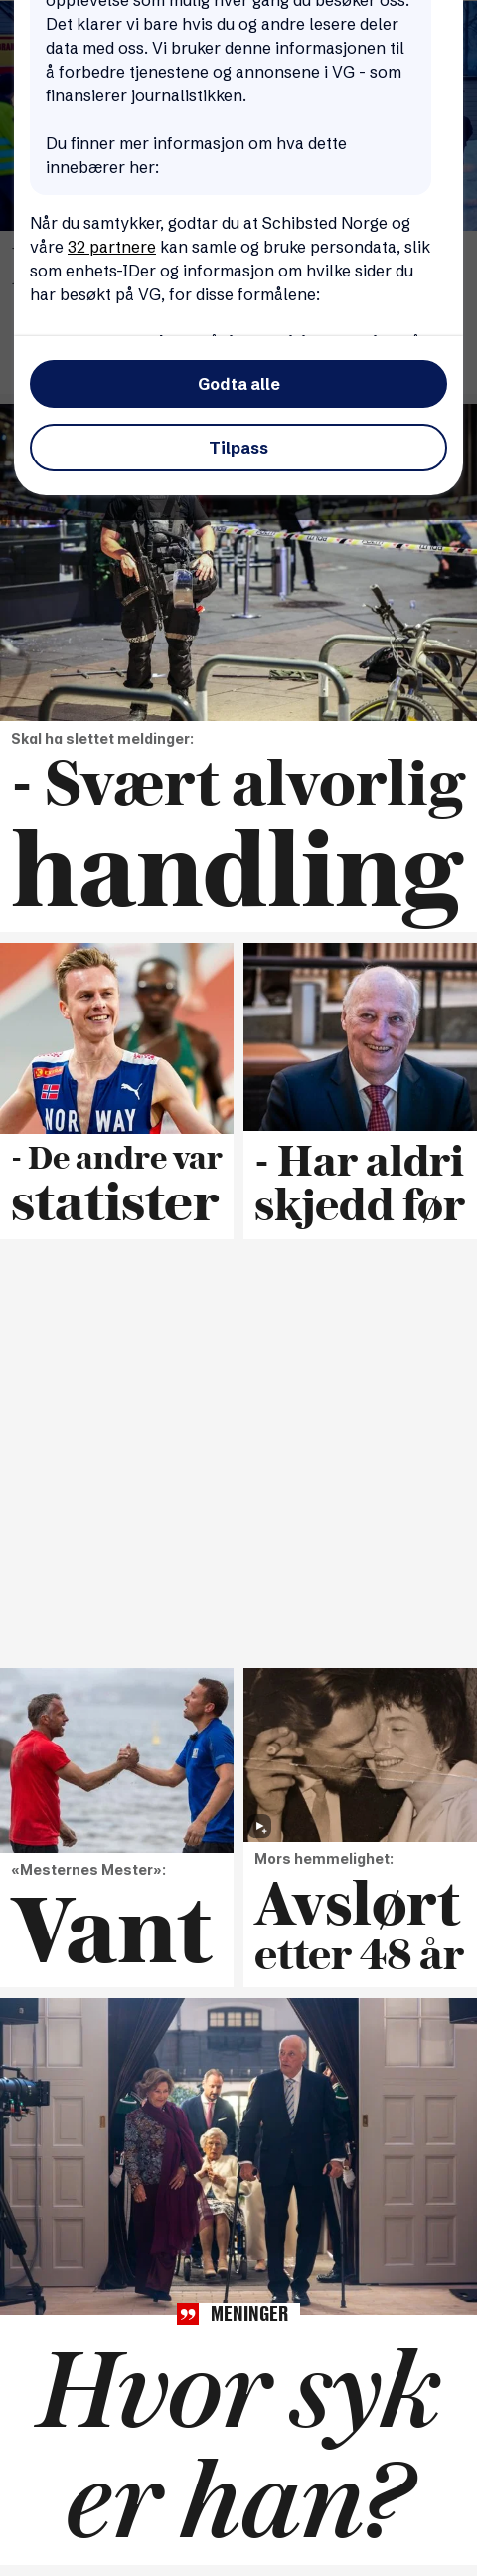 opplevelse som mulig hver gang du besøker oss.
Det klarer vi bare hvis du og andre lesere deler
data med oss. Vi bruker denne informasjonen til
å forbedre tjenestene og annonsene i VG - som
finansierer journalistikken.
Du finner mer informasjon om hva dette
innebærer her:
Når du samtykker, godtar du at Schibsted Norge og
våre 32 partnere kan samle og bruke persondata, slik
som enhets-IDer og informasjon om hvilke sider du
har besøkt på VG, for disse formålene:
Godta alle
Tilpass
Skal ha slettet meldinger:
- Svært alvorlig
handling
NORWAY
- De andre var
statister
- Har aldri
skjedd før
«Mesternes Mester»:
Vant
Mors hemmelighet:
Avslørt
etter 48 år
MENINGER
Hvor syk
er han?